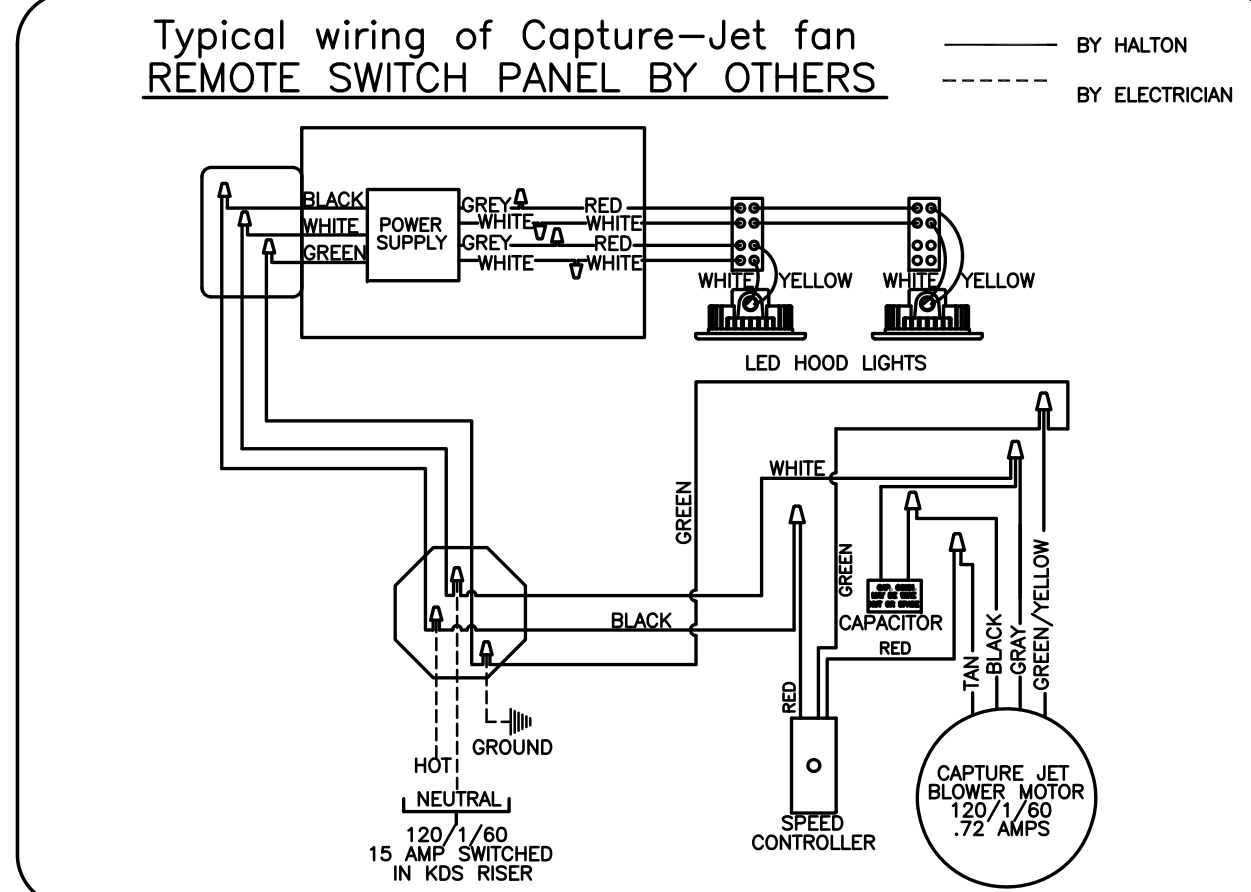 Typical wiring of Capture-Jet fan
REMOTE SWITCH PANEL BY OTHERS
BY HALTON
BY ELECTRICIAN
BLACK
WHITE
GREEN
POWER
SUPPLY
GREY
RED
WHITE
WHITE
GREY
RED
WHITE
WHITE
WHITE
YELLOW
WHITE
YELLOW
LED HOOD LIGHTS
WHITE
GREEN
GREEN
BLACK
CAPACITOR
RED
RED
TAN
BLACK
GRAY
GREEN/YELLOW
GROUND
HOT
NEUTRAL
120/1/60
15 AMP SWITCHED
IN KDS RISER
SPEED
CONTROLLER
CAPTURE JET
BLOWER MOTOR
120/1/60
.72 AMPS